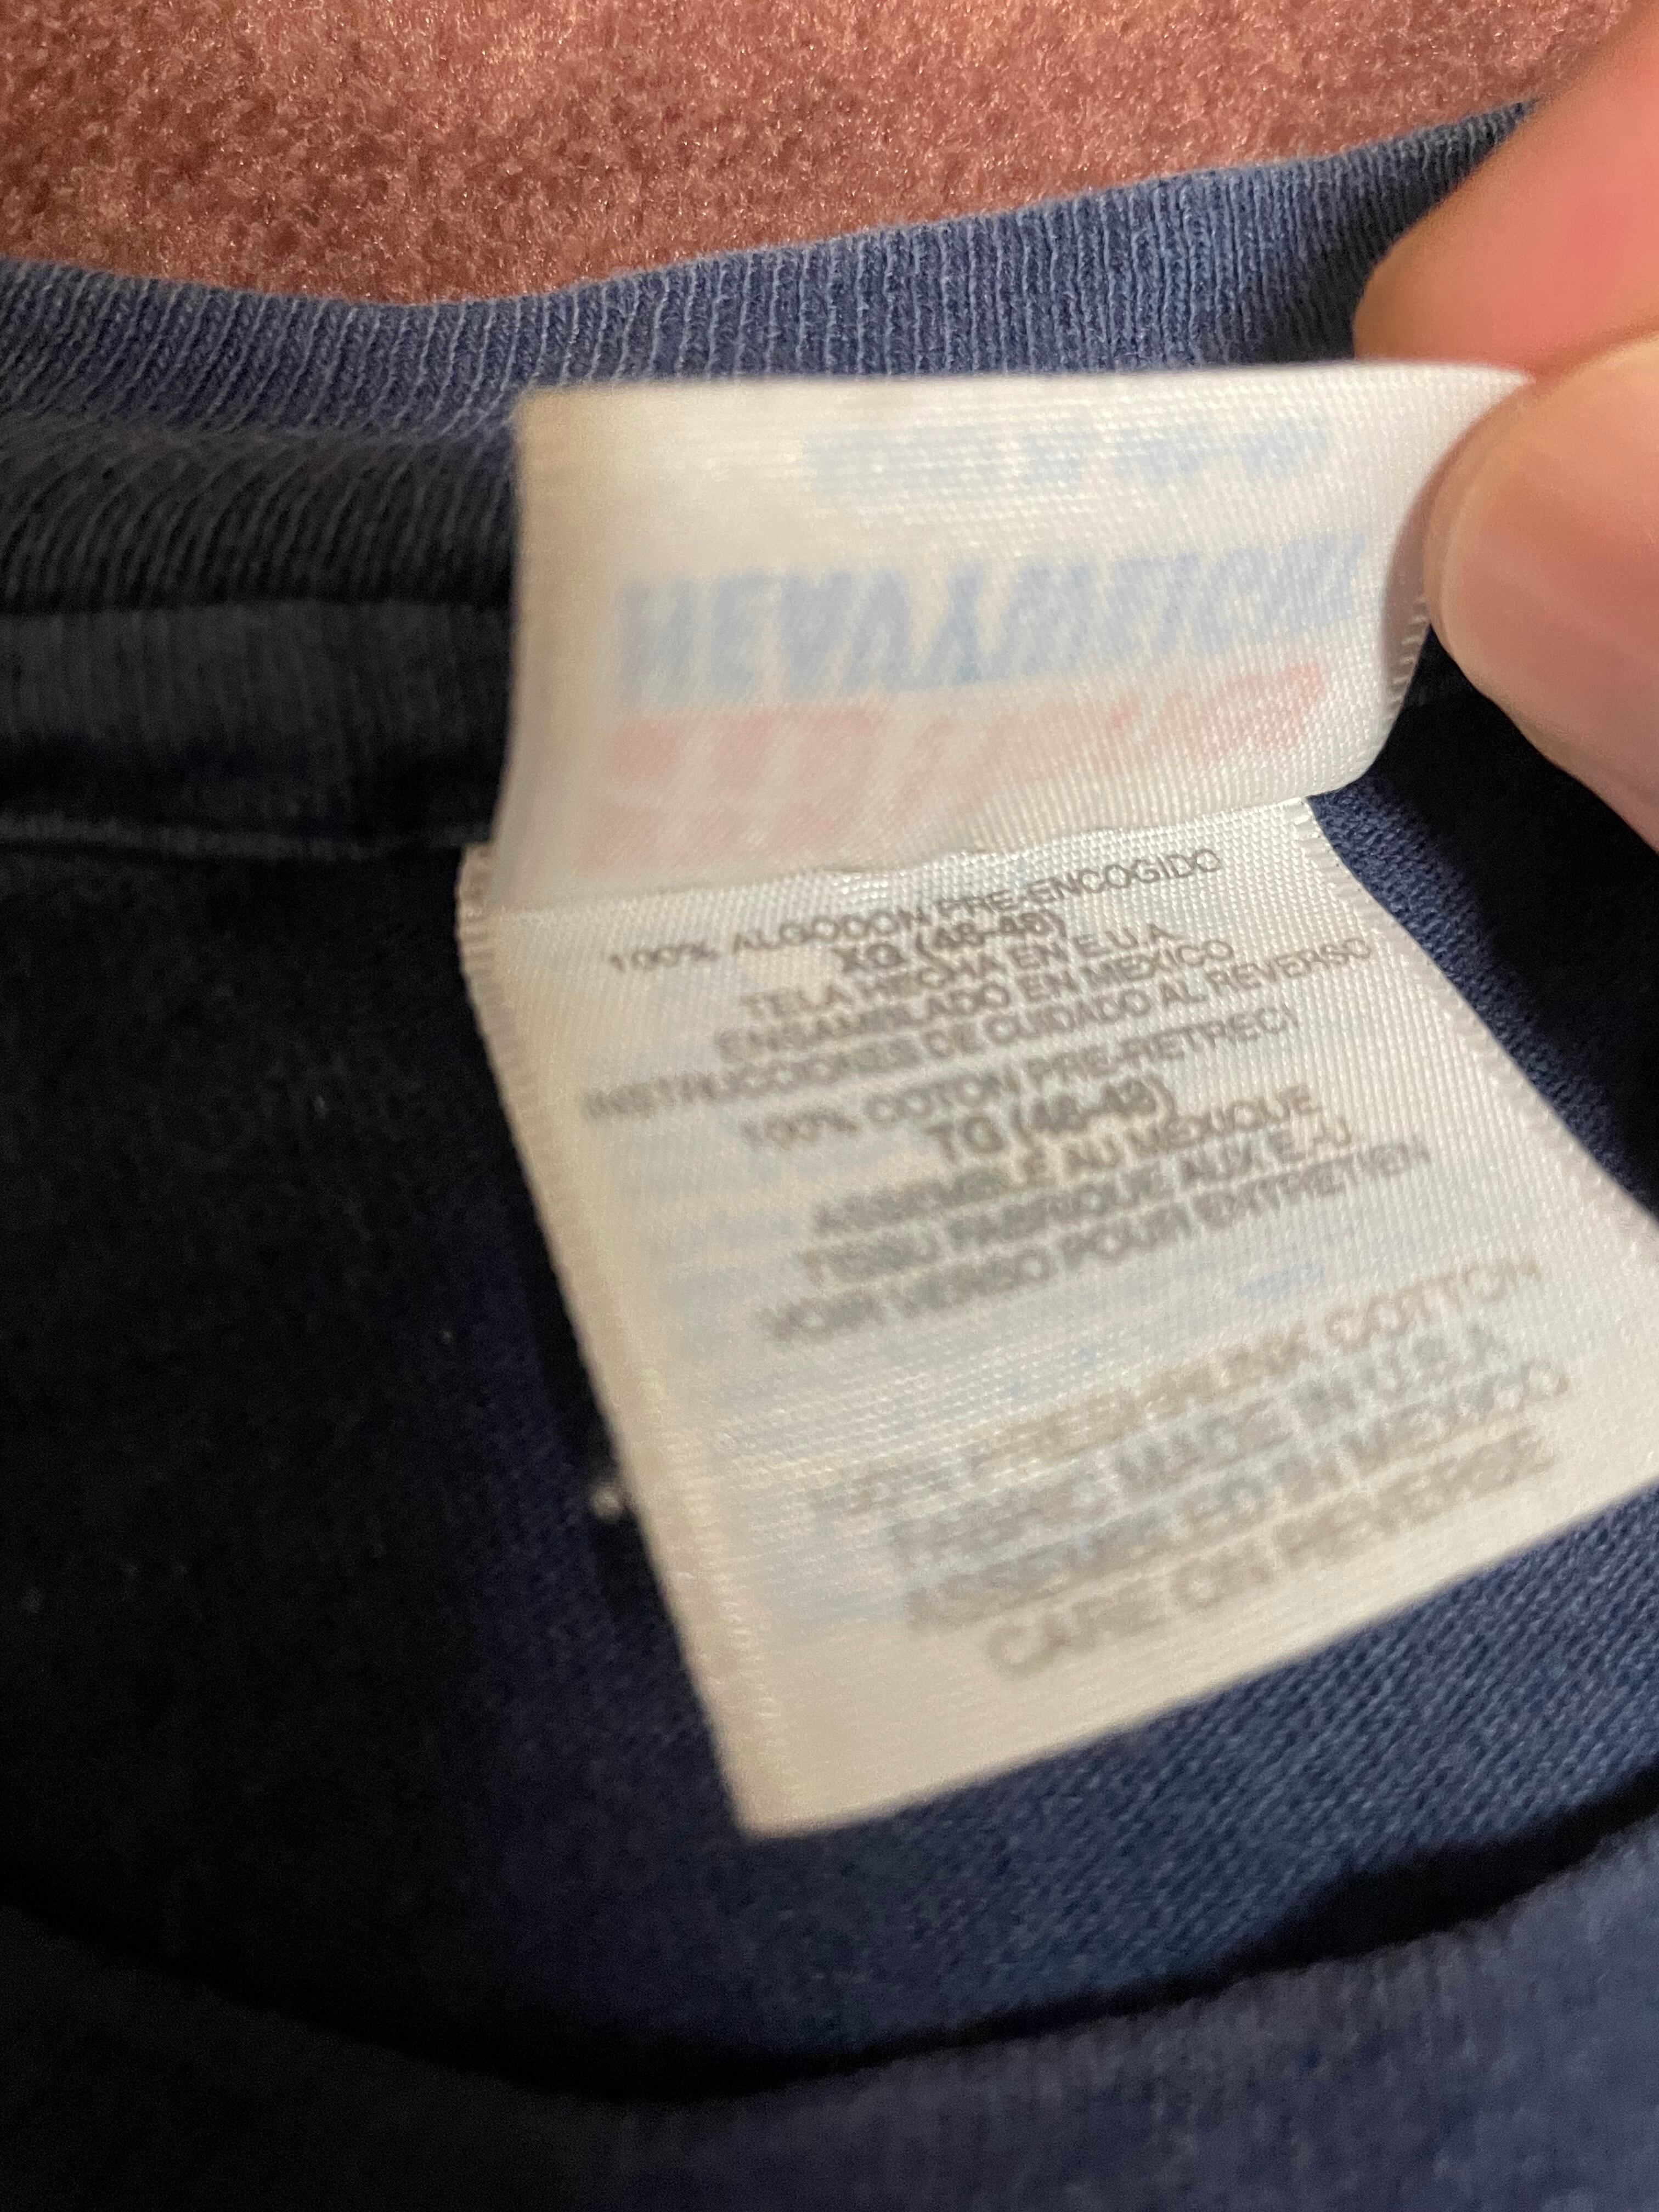 100% ALGODON PRE-ENCOGIDO
XG (46-48)
TELA HECHA EN E.U.A.
ENSAMBLADO EN MEXICO
INSTRUCCIONES DE CUIDADO AL REVERSO
100% COTON PRE-RETRECI
TG (46-48)
ASSEMBLÉ AU MEXIQUE
TISSU FABRIQUE AUX E.-U
VOIR VERSO POUR ENTRETIEN
100% PRESHRUNK COTTON
FABRIC MADE IN U.S.A.
ASSEMBLED IN MEXICO
CARE ON REVERSE